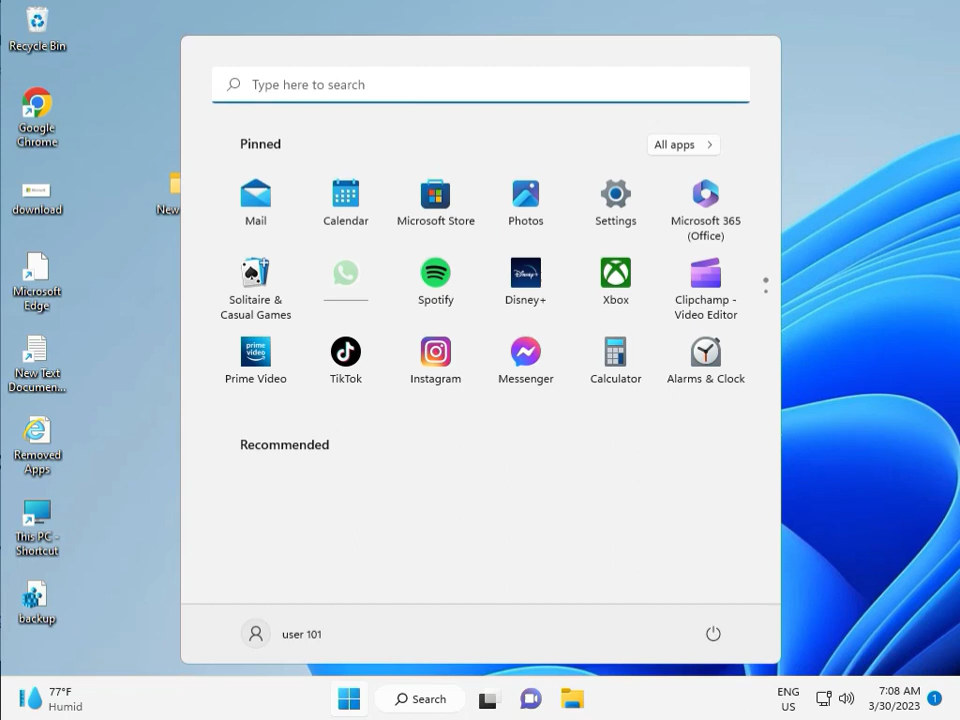 Recycle Bin
Google
Chrome
download
Microsoft
Edge
New Text
Documen...
Removed
Apps
This PC -
Shortcut
backup
New
Type here to search
Pinned
All apps
Mail
Calendar
Microsoft Store
Photos
Settings
Microsoft 365
(Office)
Solitaire &
Casual Games
Spotify
Disney+
Disney+
Xbox
Clipchamp -
Video Editor
prime
video
Prime Video
TikTok
Instagram
Messenger
Calculator
Alarms & Clock
Recommended
user 101
77°F
Humid
Search
ENG
US
7:08 AM
3/30/2023
1